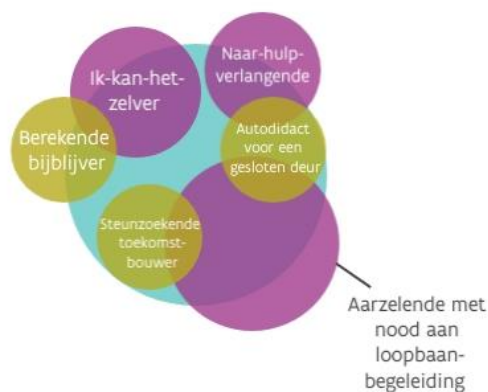 Naar-hulp-
verlangende
Ik-kan-het-
zelver
Berekende
bijblijver
Autodidact
voor een
gesloten deur
Steunzoekende
toekomst-
bouwer
Aarzelende met
nood aan
loopbaan-
begeleiding